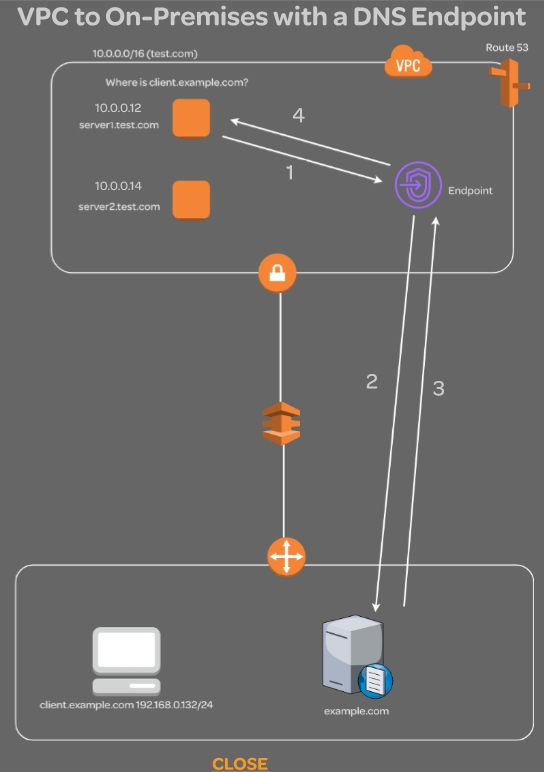 VPC to On-Premises with a DNS Endpoint
10.0.0.0/16 (test.com)
Route 53
VPC
Where is client.example.com?
10.0.0.12
server1.test.com
4
1
10.0.0.14
server2.test.com
Endpoint
2
3
client.example.com 192.168.0.132/24
example.com
CLOSE